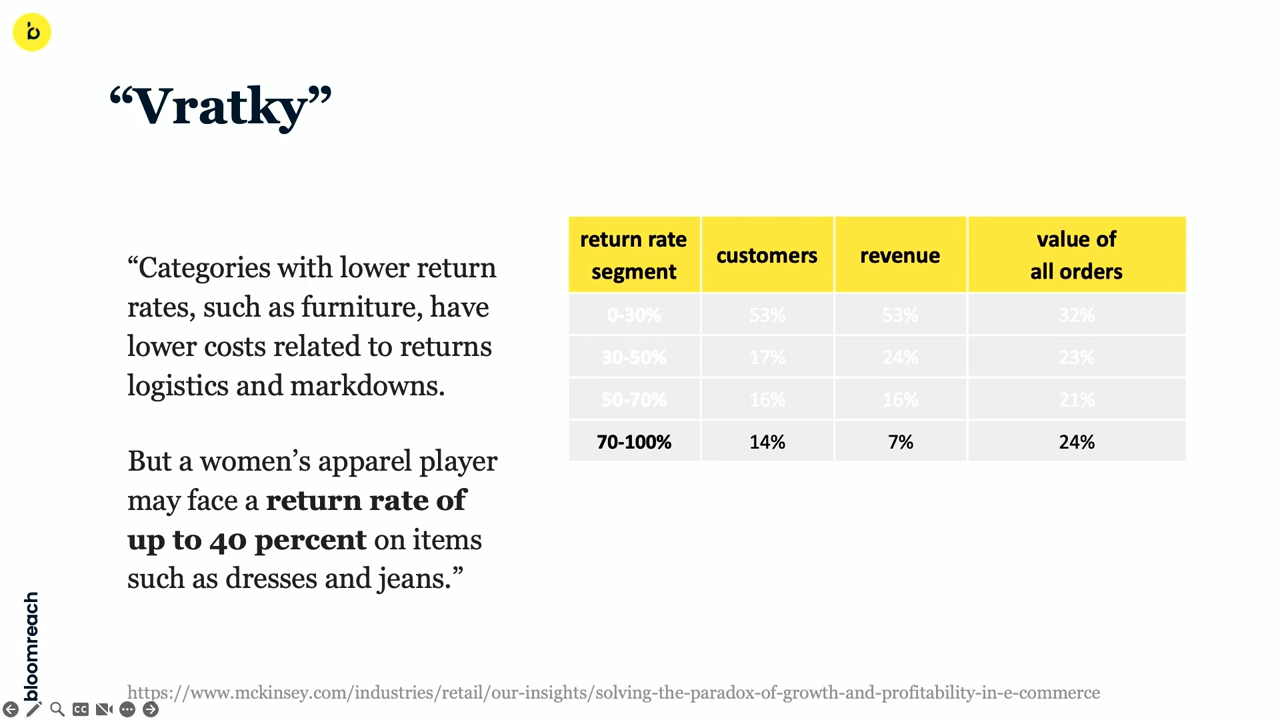 “Vratky”
“Categories with lower return
rates, such as furniture, have
lower costs related to returns
logistics and markdowns.
But a women’s apparel player
may face a return rate of
up to 40 percent on items
such as dresses and jeans.”
return rate segment customers revenue value of all orders
0-30% 53% 53% 32%
30-50% 17% 24% 23%
50-70% 16% 16% 21%
70-100% 14% 7% 24%
bloomreach
https://www.mckinsey.com/industries/retail/our-insights/solving-the-paradox-of-growth-and-profitability-in-e-commerce
CC